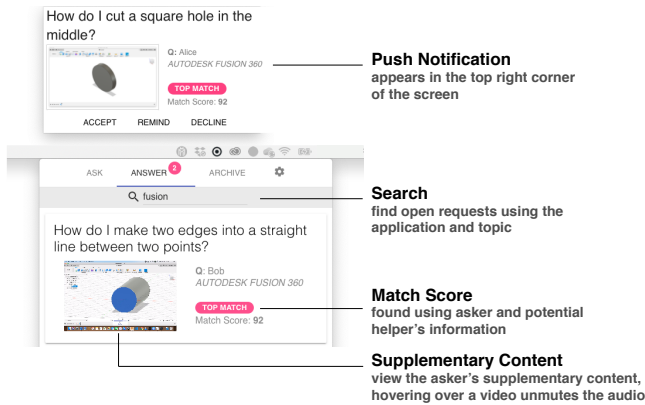 How do I cut a square hole in the
middle?
Q: Alice
AUTODESK FUSION 360
TOP MATCH
Match Score: 92
ACCEPT REMIND DECLINE
Push Notification
appears in the top right corner
of the screen
ASK ANSWER 2 ARCHIVE
fusion
Search
find open requests using the
application and topic
How do I make two edges into a straight
line between two points?
Q: Bob
AUTODESK FUSION 360
TOP MATCH
Match Score: 92
Match Score
found using asker and potential
helper's information
Supplementary Content
view the asker's supplementary content,
hovering over a video unmutes the audio